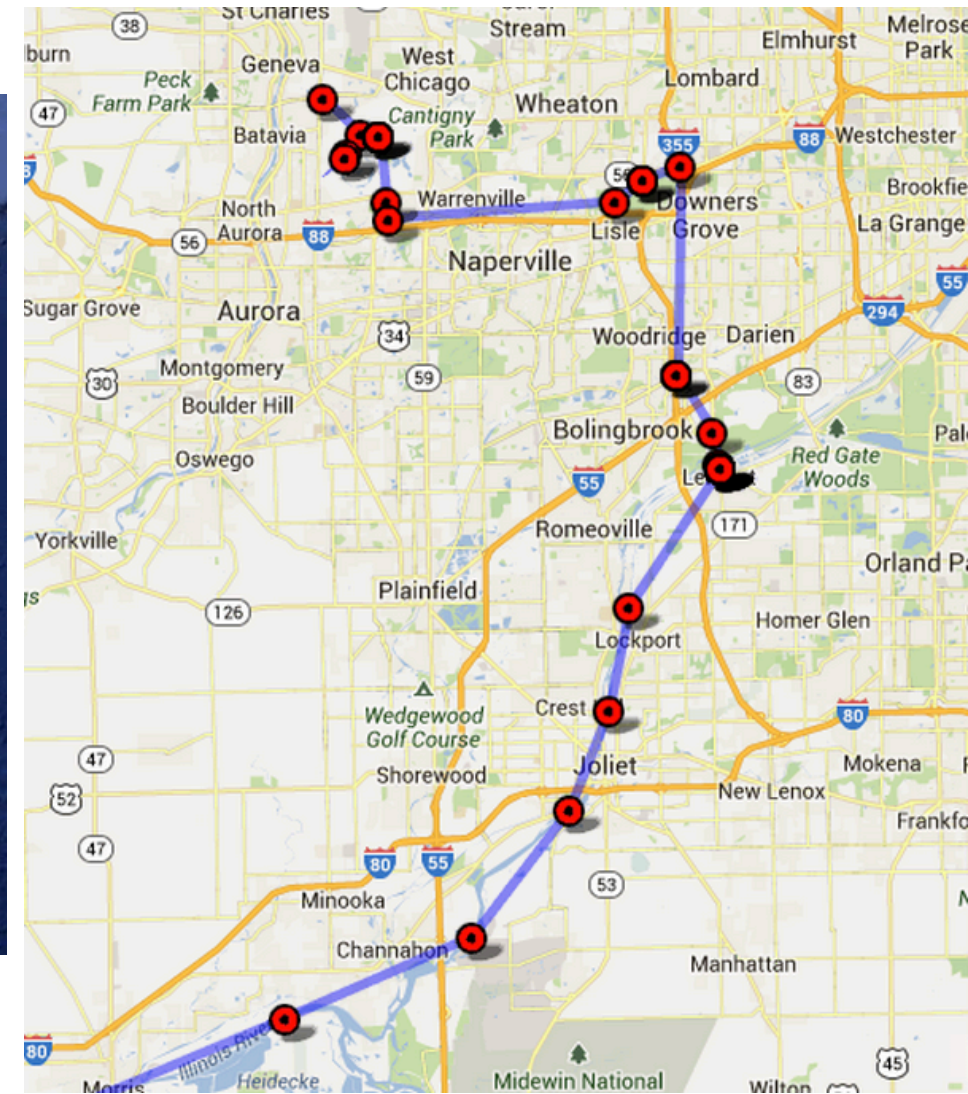 St Charles
38
Stream
Elmhurst
Melrose
Park
burn
Geneva
West
Chicago
Lombard
Peck
Farm Park
47
Cantigny
Park
Wheaton
Batavia
355
88
Westchester
56
Brookfie
North
Aurora
Warrenville
Downers
Grove
La Grange
56
88
Lisle
Naperville
55
Sugar Grove
Aurora
294
34
Woodridge
Darien
Montgomery
30
59
83
Boulder Hill
Bolingbrook
Pal
Oswego
Red Gate
Woods
55
Le
171
Yorkville
Romeoville
Orland Pa
Plainfield
gs
126
Homer Glen
Lockport
Wedgewood
Golf Course
Crest
80
47
Joliet
Mokena
Shorewood
52
New Lenox
Frankfo
47
80
55
53
Minooka
Channahon
Manhattan
80
Illinois River
45
Morris
Heidecke
Midewin National
Wilton